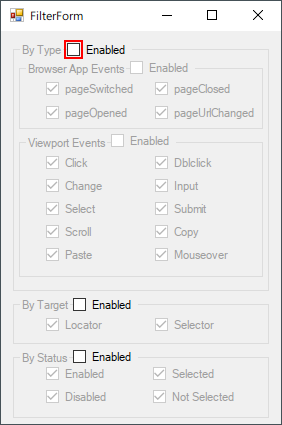 FilterForm
By Type Enabled
Browser App Events Enabled
pageSwitched pageClosed
pageOpened pageUrlChanged
Viewport Events Enabled
Click Dblclick
Change Input
Select Submit
Scroll Copy
Paste Mouseover
By Target Enabled
Locator Selector
By Status Enabled
Enabled Selected
Disabled Not Selected